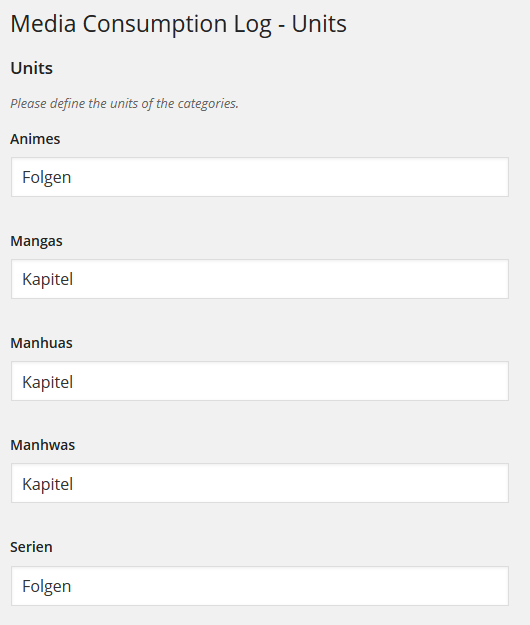 Media Consumption Log - Units
Units
Please define the units of the categories.
Animes
Folgen
Mangas
Kapitel
Manhuas
Kapitel
Manhwas
Kapitel
Serien
Folgen